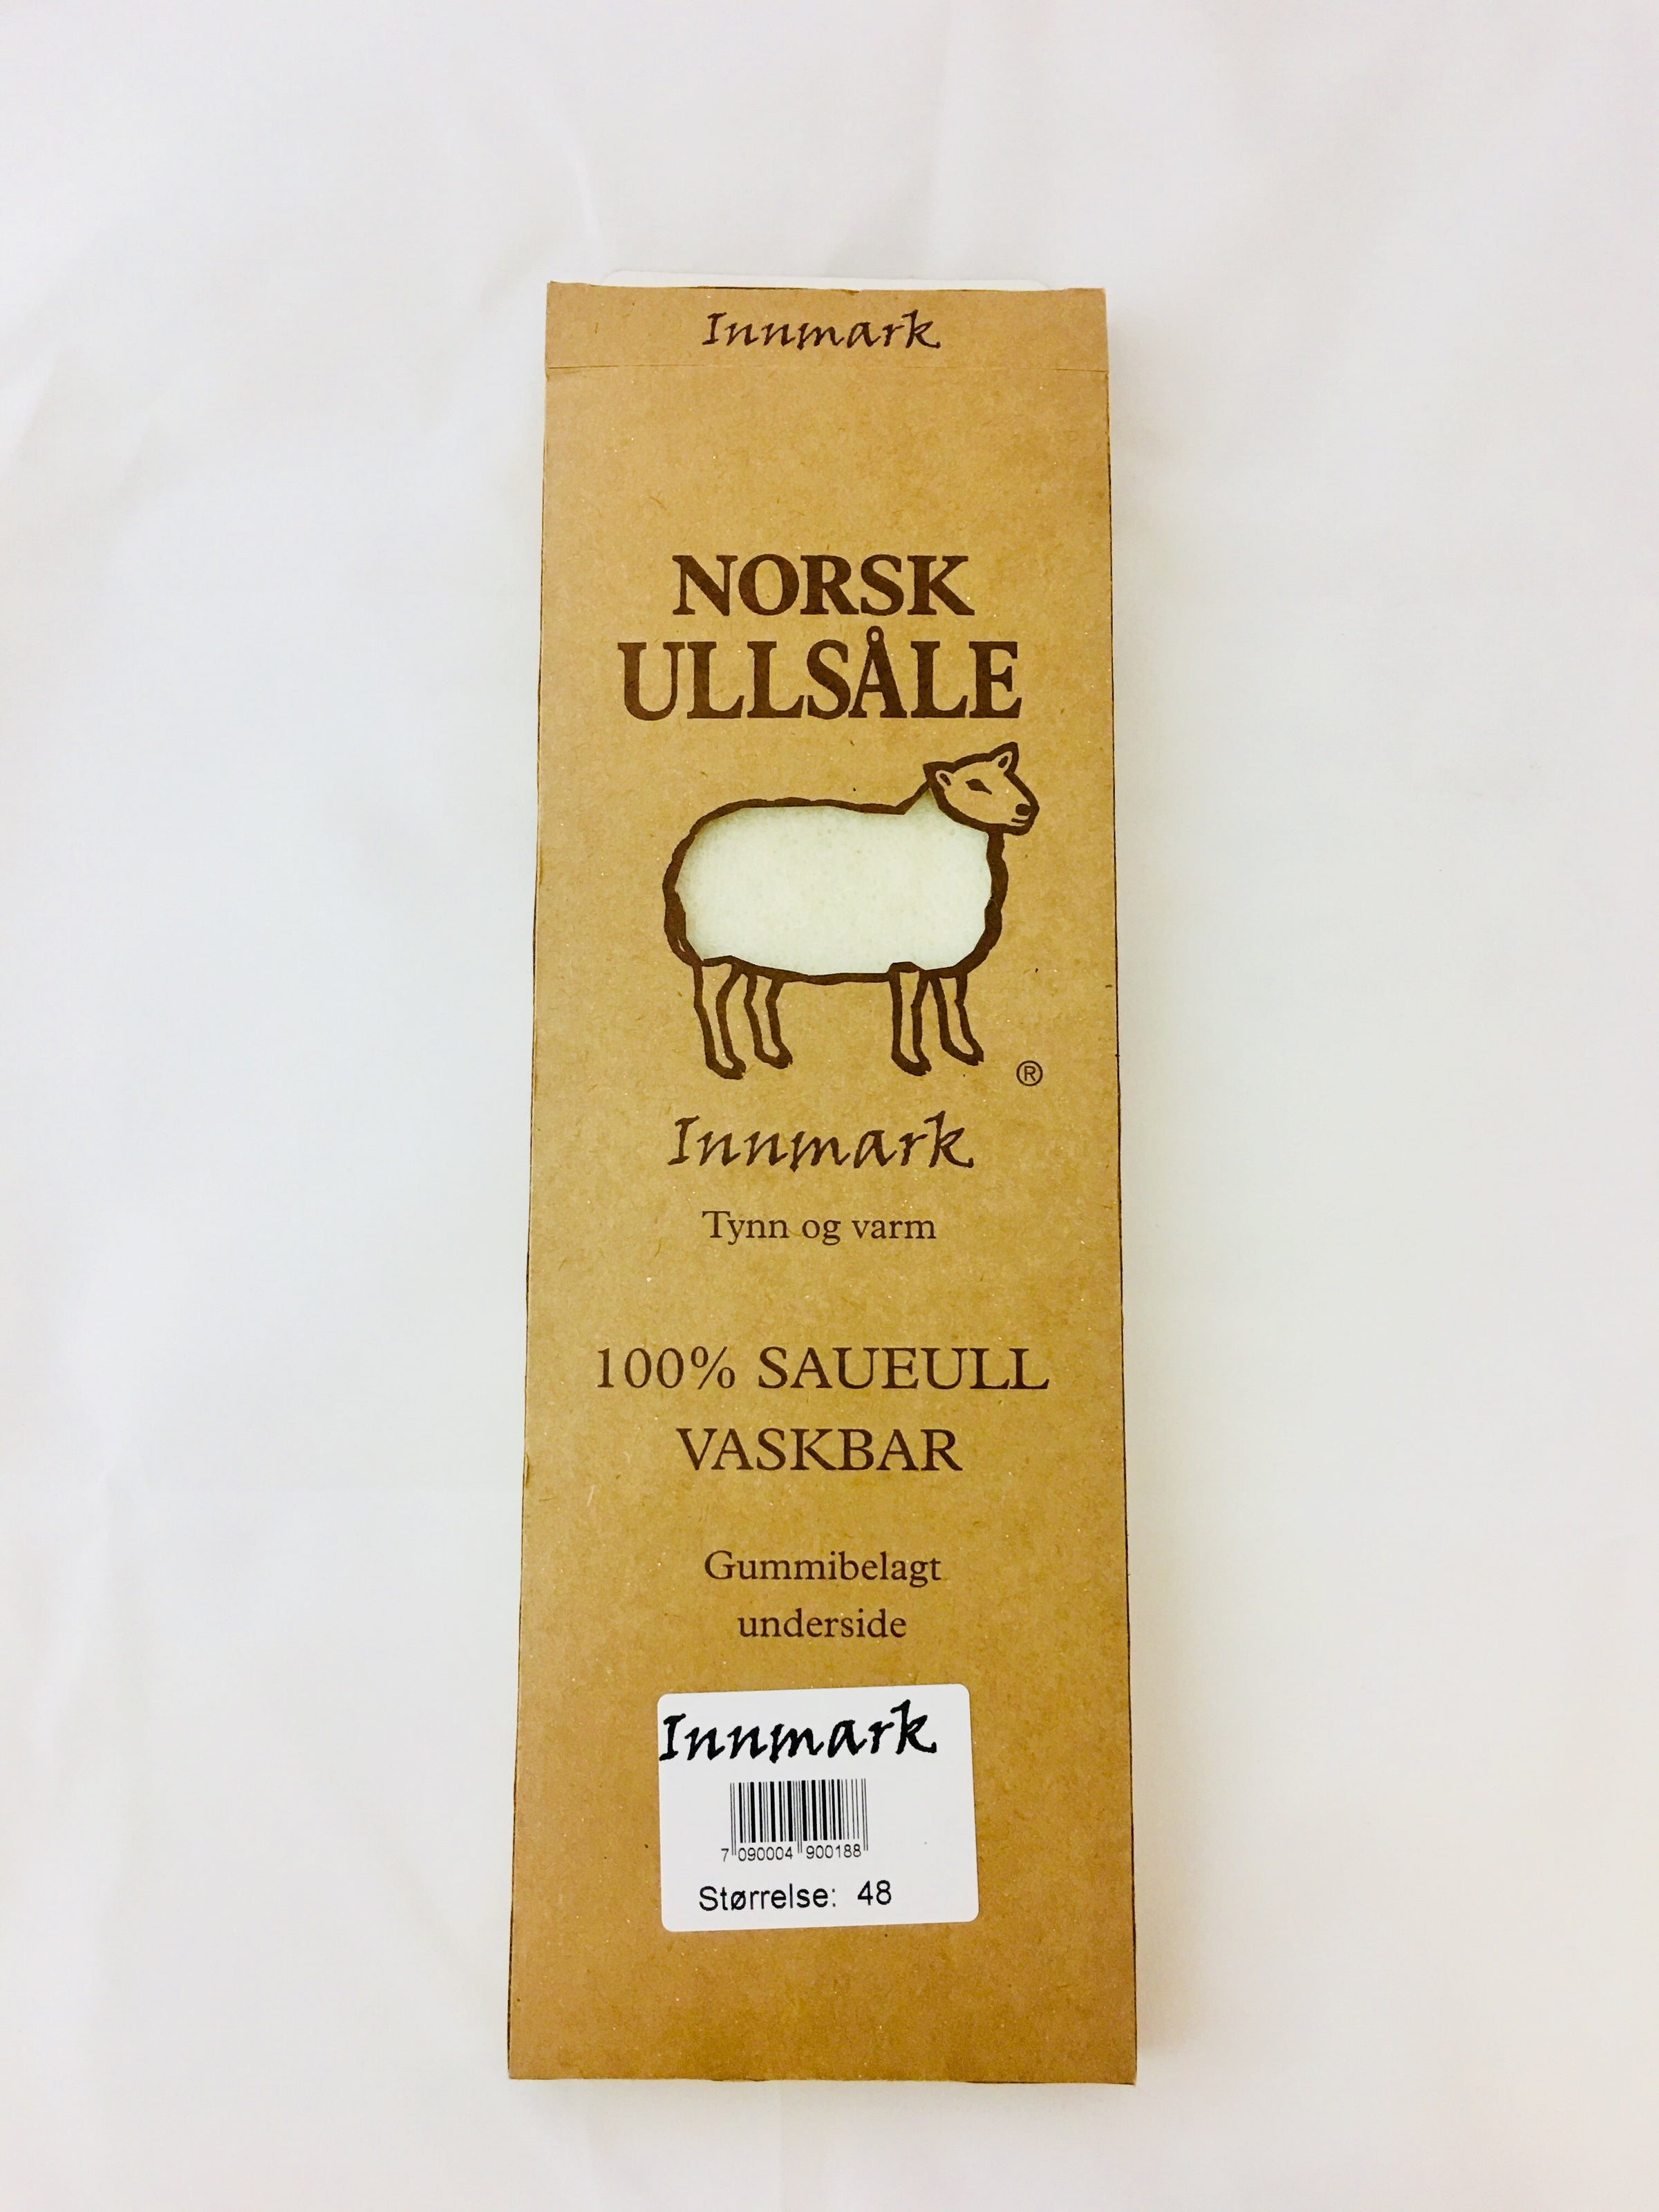 Innmark
NORSK
ULLSÅLE
®
Innmark
Tynn og varm
100% SAUEULL
VASKBAR
Gummibelagt
underside
Innmark
7 090004 900188
Størrelse: 48